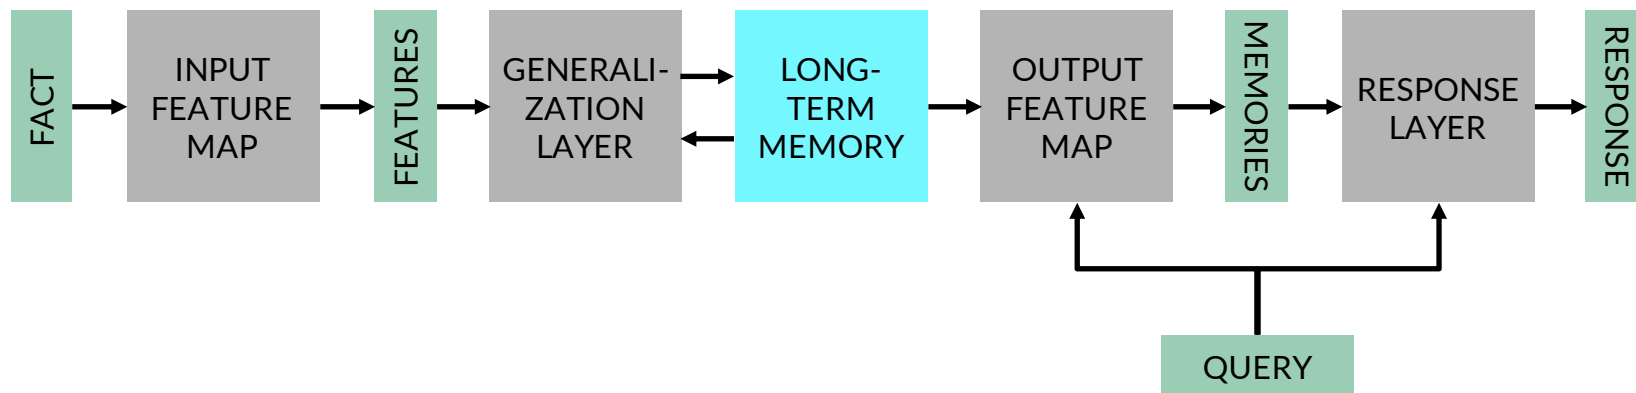 FACT
INPUT
FEATURE
MAP
FEATURES
GENERALI-
ZATION
LAYER
LONG-
TERM
MEMORY
OUTPUT
FEATURE
MAP
MEMORIES
RESPONSE
LAYER
RESPONSE
QUERY